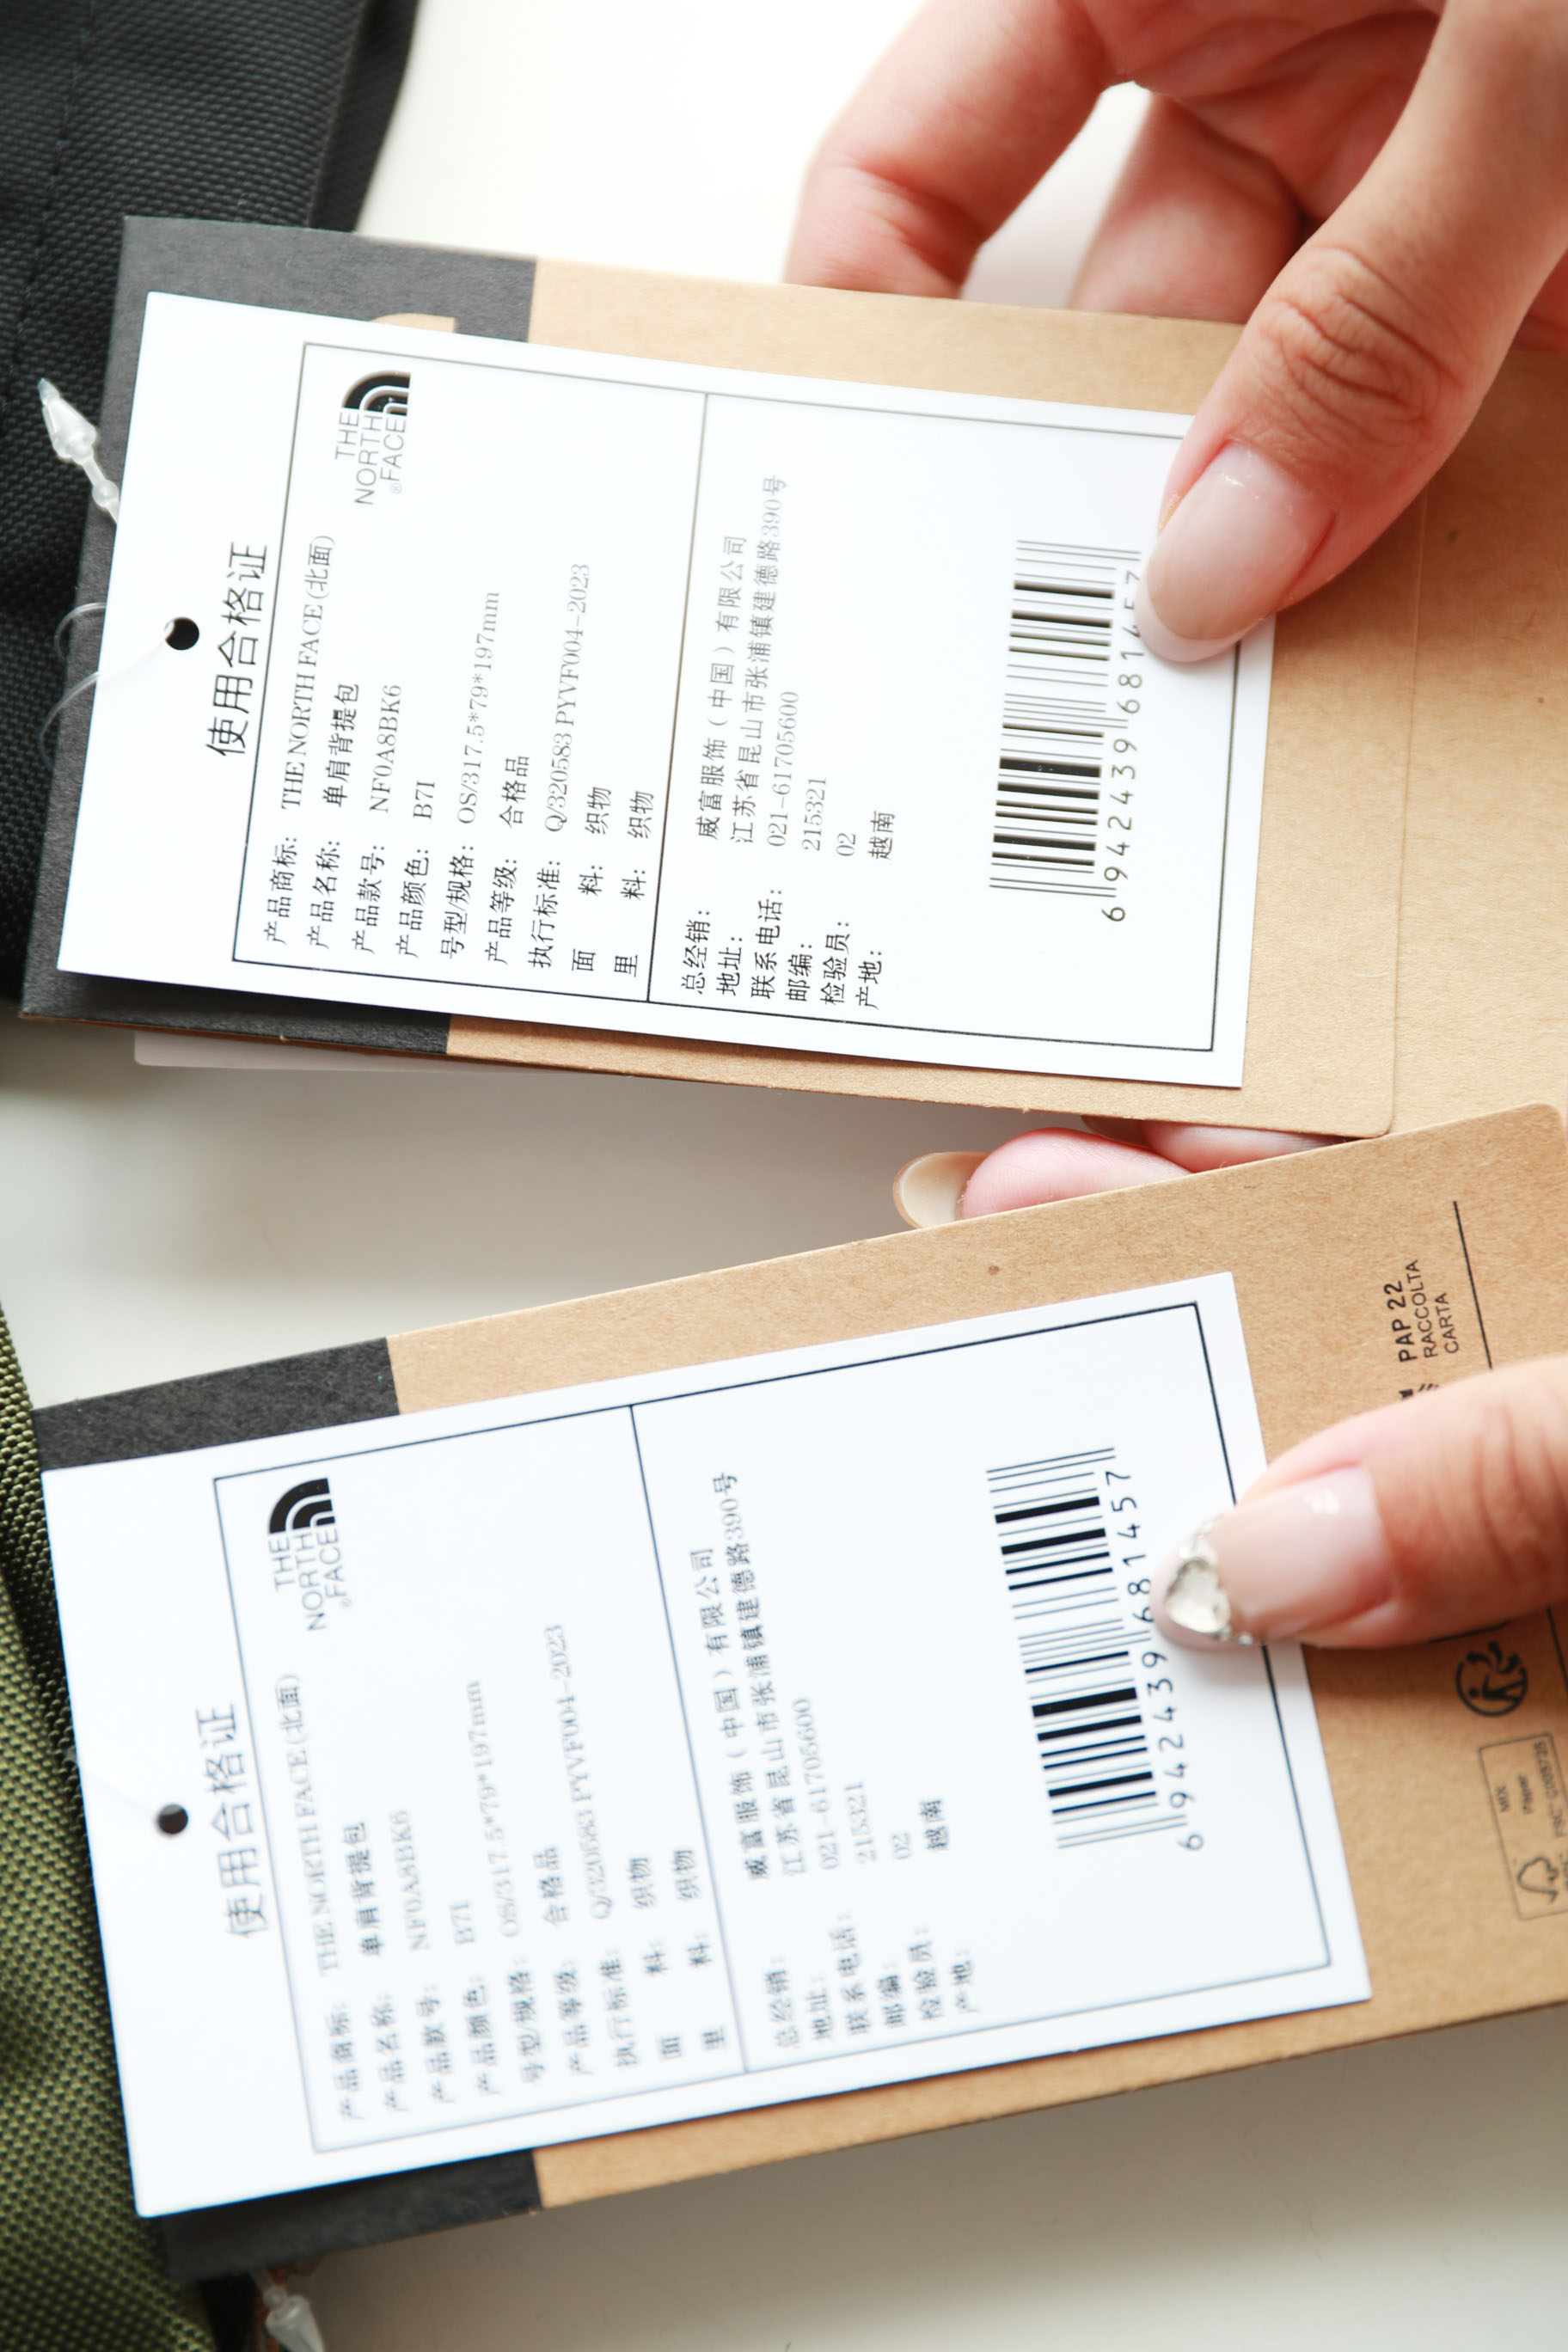 使用合格证
THE
NORTH
FACE®
产品商标: THE NORTH FACE (北面)
产品名称: 单肩背提包
产品款号: NF0A8BK6
产品颜色: B7I
号型/规格: OS/317.5*79*197mm
产品等级: 合格品
执行标准: Q/320583 PYVF004-2023
面 料: 织物
里 料: 织物
总经销: 威富服饰(中国)有限公司
地址: 江苏省昆山市张浦镇建德路390号
联系电话: 021-61705600
邮编: 215321
检验员: 02
产地: 越南
6 942439 681457
使用合格证
THE
NORTH
FACE®
产品商标: THE NORTH FACE (北面)
产品名称: 单肩背提包
产品款号: NF0A8BK6
产品颜色: B7I
号型/规格: OS/317.5*79*197mm
产品等级: 合格品
执行标准: Q/320583 PYVF004-2023
面 料: 织物
里 料: 织物
总经销: 威富服饰(中国)有限公司
地址: 江苏省昆山市张浦镇建德路390号
联系电话: 021-61705600
邮编: 215321
检验员: 02
产地: 越南
6 942439 681457
PAP 22
RACCOLTA
CARTA
MIX
Paper